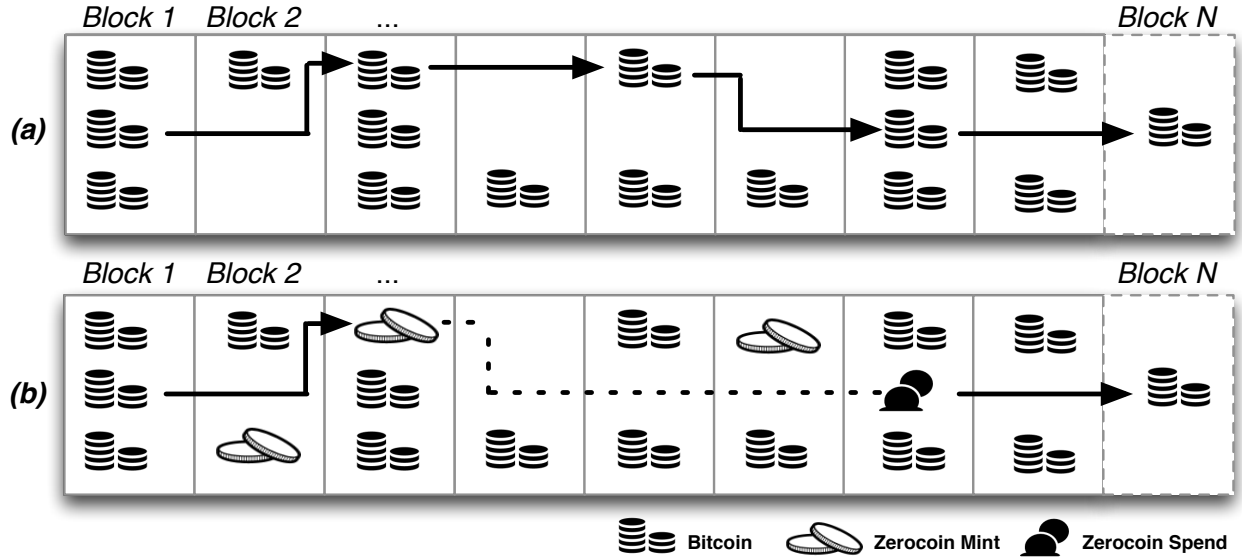 Block 1 Block 2 ... Block N
(a)
Block 1 Block 2 ... Block N
(b)
Bitcoin Zerocoin Mint Zerocoin Spend